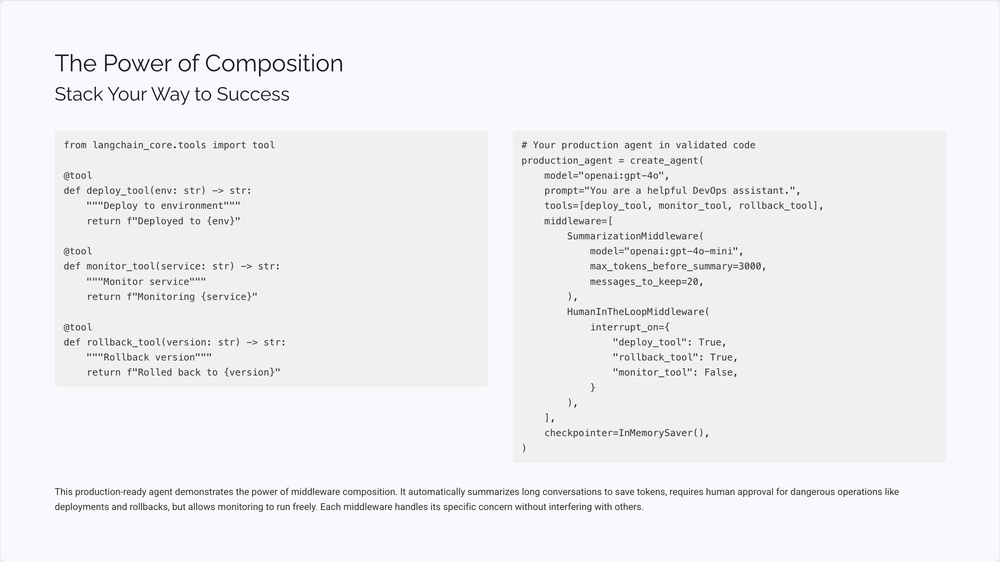 The Power of Composition
Stack Your Way to Success
from langchain_core.tools import tool

@tool
def deploy_tool(env: str) -> str:
    """Deploy to environment"""
    return f"Deployed to {env}"

@tool
def monitor_tool(service: str) -> str:
    """Monitor service"""
    return f"Monitoring {service}"

@tool
def rollback_tool(version: str) -> str:
    """Rollback version"""
    return f"Rolled back to {version}"
# Your production agent in validated code
production_agent = create_agent(
    model="openai:gpt-4o",
    prompt="You are a helpful DevOps assistant.",
    tools=[deploy_tool, monitor_tool, rollback_tool],
    middleware=[
        SummarizationMiddleware(
            model="openai:gpt-4o-mini",
            max_tokens_before_summary=3000,
            messages_to_keep=20,
        ),
        HumanInTheLoopMiddleware(
            interrupt_on={
                "deploy_tool": True,
                "rollback_tool": True,
                "monitor_tool": False,
            }
        ),
    ],
    checkpointer=InMemorySaver(),
)
This production-ready agent demonstrates the power of middleware composition. It automatically summarizes long conversations to save tokens, requires human approval for dangerous operations like
deployments and rollbacks, but allows monitoring to run freely. Each middleware handles its specific concern without interfering with others.